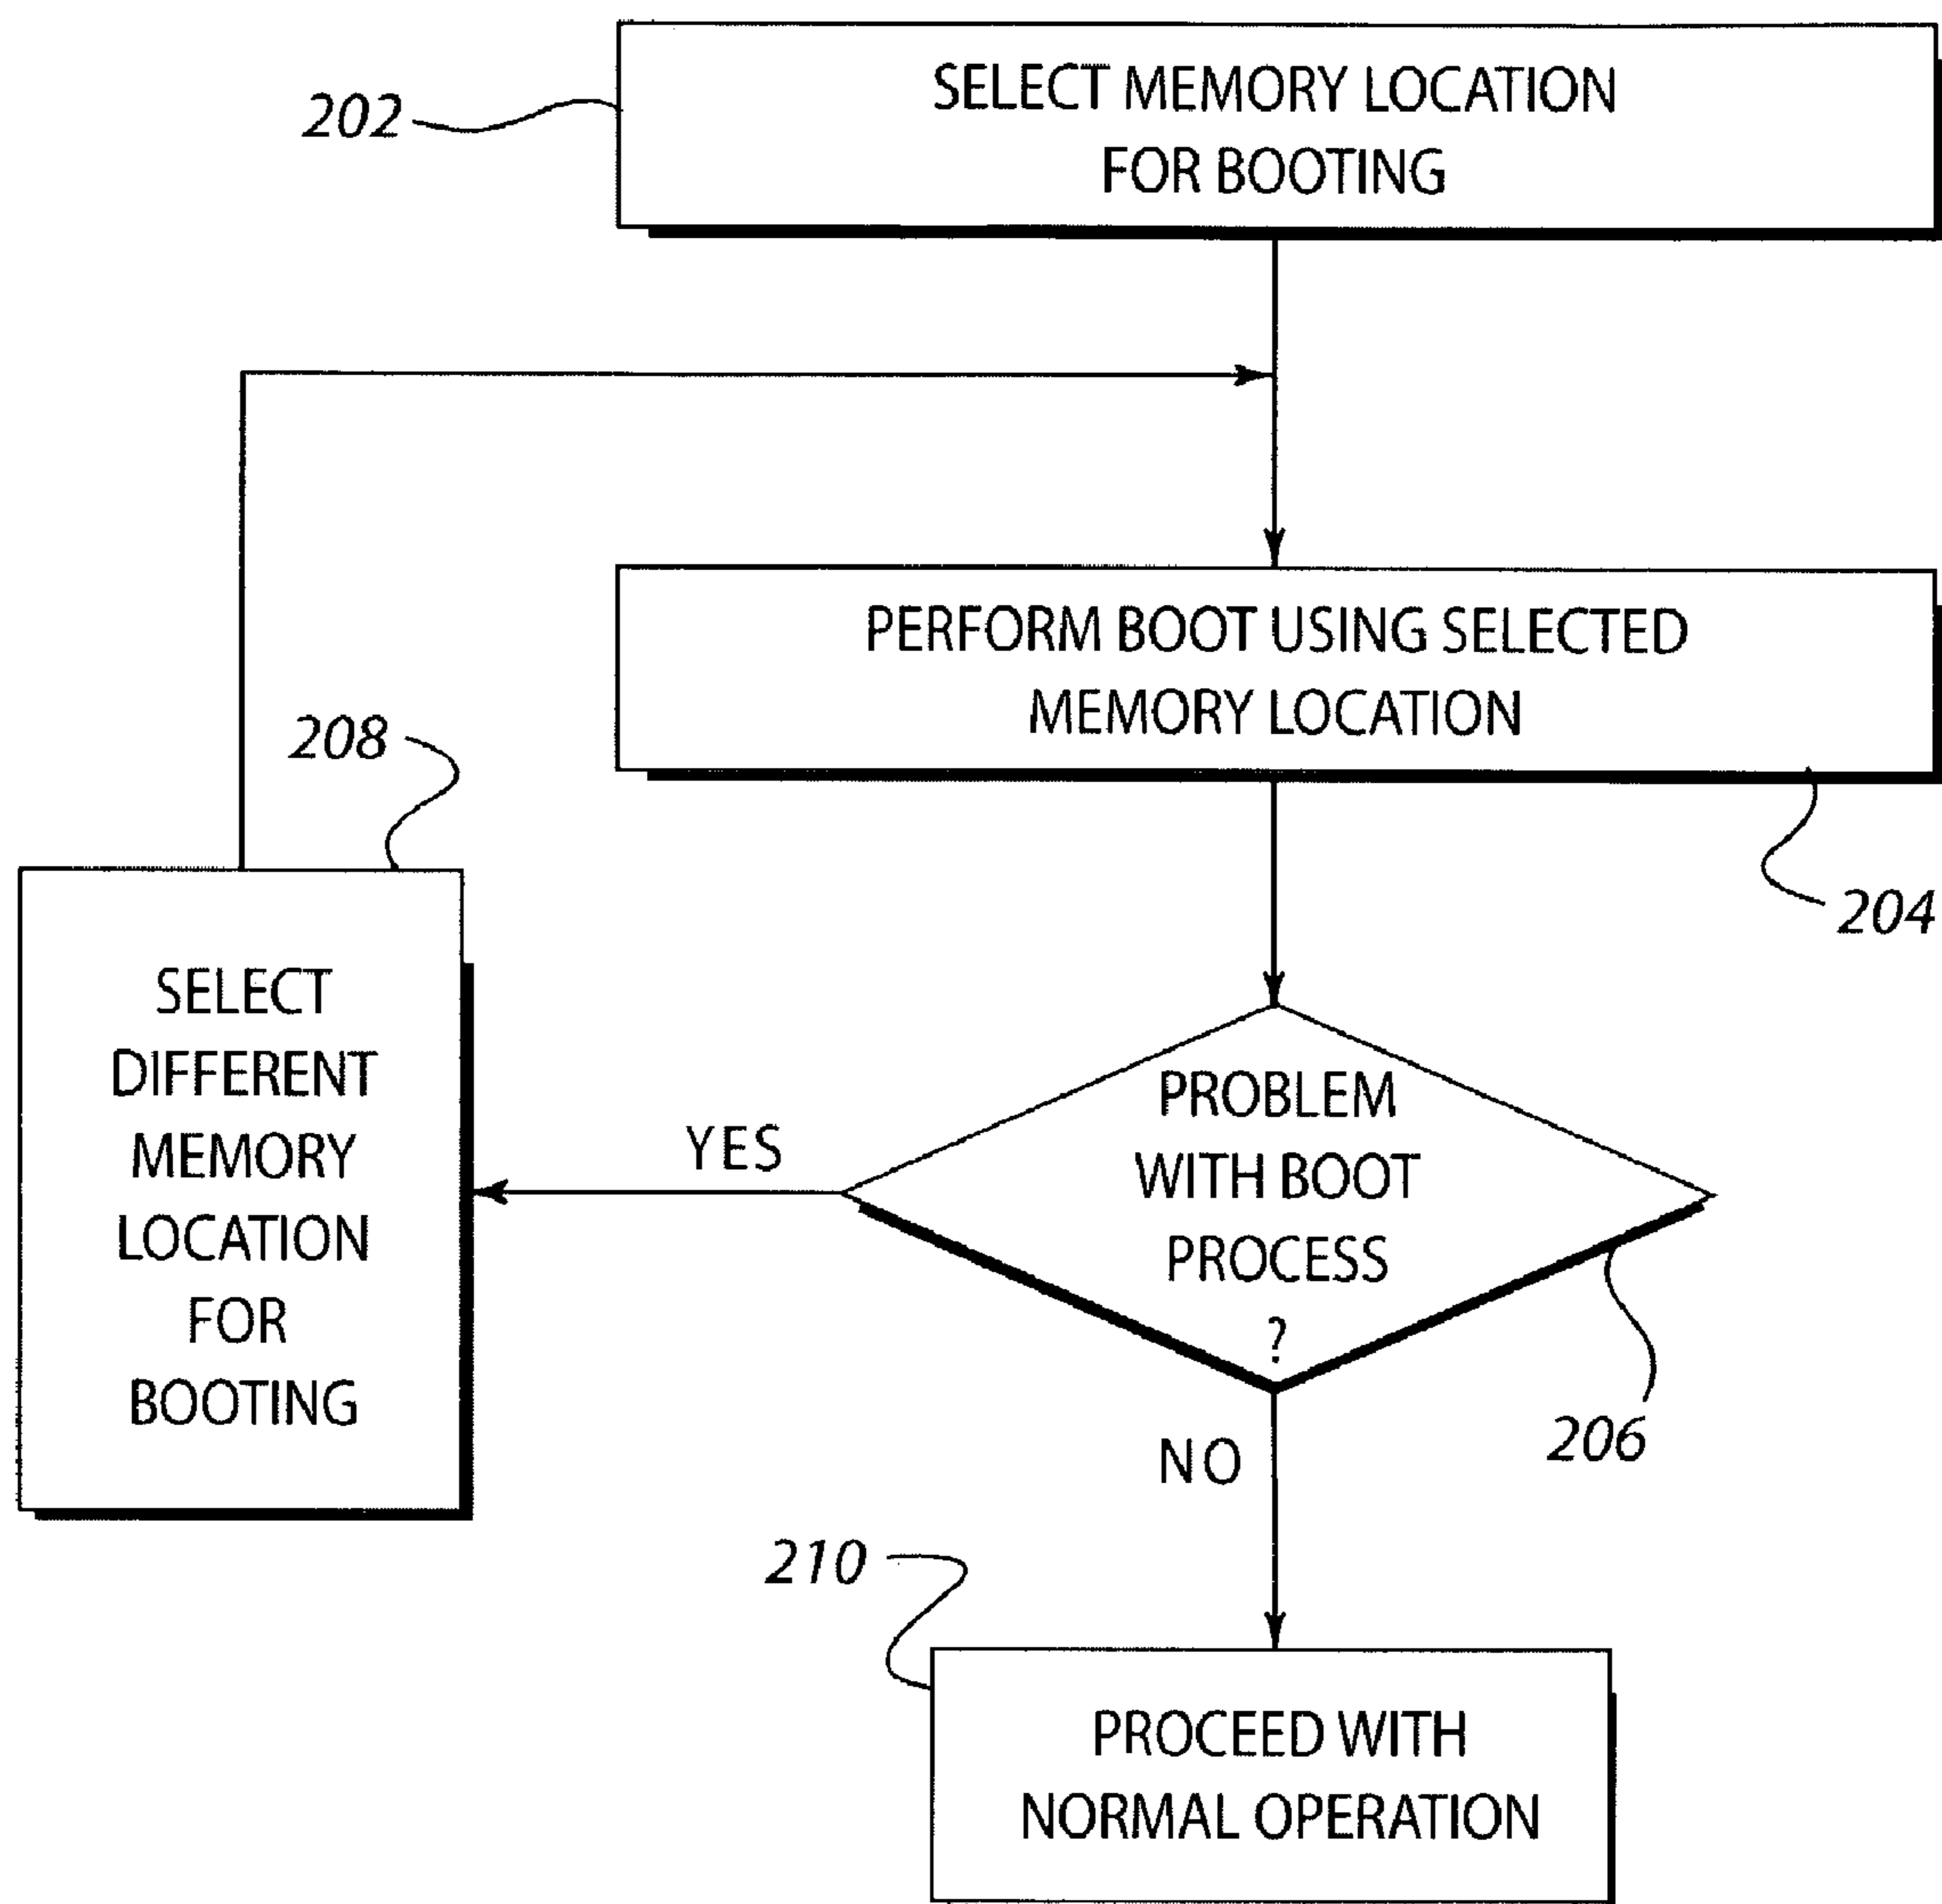 SELECT MEMORY LOCATION
FOR BOOTING
202
PERFORM BOOT USING SELECTED
MEMORY LOCATION
204
208
SELECT
DIFFERENT
MEMORY
LOCATION
FOR
BOOTING
YES
PROBLEM
WITH BOOT
PROCESS
?
206
NO
210
PROCEED WITH
NORMAL OPERATION